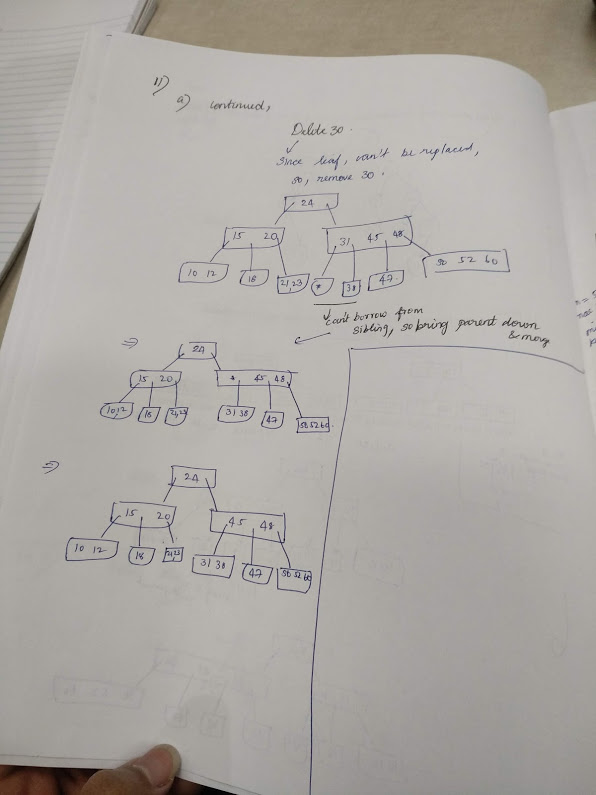 11)
a) continued,
Delete 30.
Since leaf, can't be replaced,
so, remove 30.
24
15 20
31 45 48
10 12
18
21,23
*
38
47
50 52 60
can't borrow from
sibling, so bring parent down
& merge
⇒ 24
15 20
* 45 48
10,12
18
21,23
31 38
47
50 52 60
⇒ 24
15 20
45 48
10 12
18
21,23
31 38
47
50 52 60